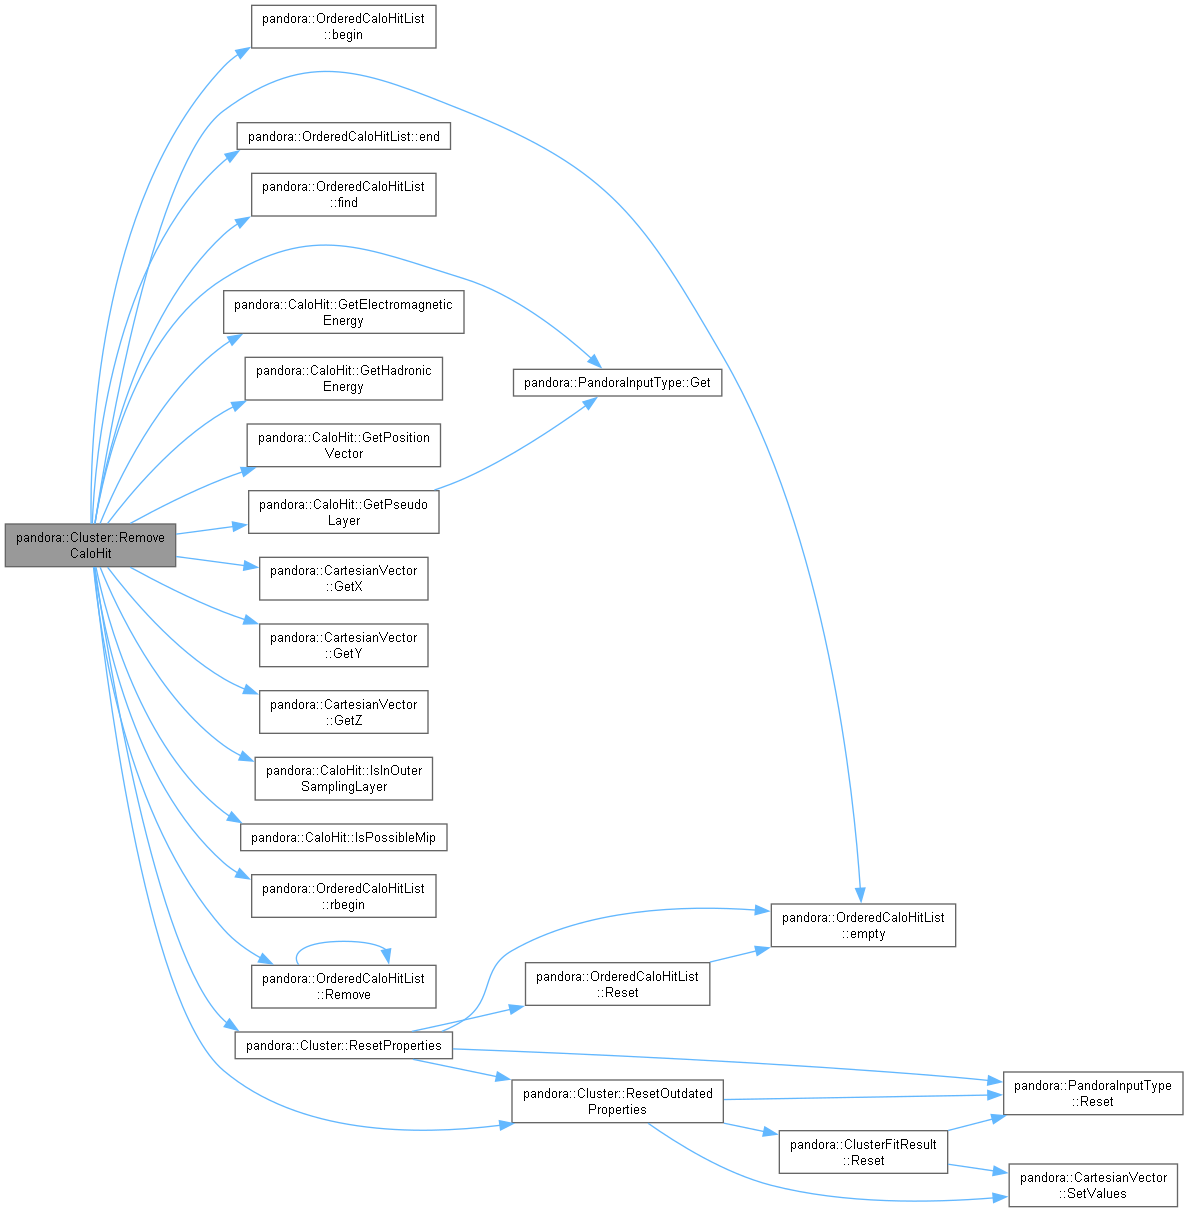 pandora::OrderedCaloHitList
::begin
pandora::OrderedCaloHitList::end
pandora::OrderedCaloHitList
::find
pandora::CaloHit::GetElectromagnetic
Energy
pandora::CaloHit::GetHadronic
Energy
pandora::PandoraInputType::Get
pandora::CaloHit::GetPosition
Vector
pandora::CaloHit::GetPseudo
Layer
pandora::Cluster::Remove
CaloHit
pandora::CartesianVector
::GetX
pandora::CartesianVector
::GetY
pandora::CartesianVector
::GetZ
pandora::CaloHit::IsInOuter
SamplingLayer
pandora::CaloHit::IsPossibleMip
pandora::OrderedCaloHitList
::rbegin
pandora::OrderedCaloHitList
::empty
pandora::OrderedCaloHitList
::Remove
pandora::OrderedCaloHitList
::Reset
pandora::Cluster::ResetProperties
pandora::Cluster::ResetOutdated
Properties
pandora::PandoraInputType
::Reset
pandora::ClusterFitResult
::Reset
pandora::CartesianVector
::SetValues